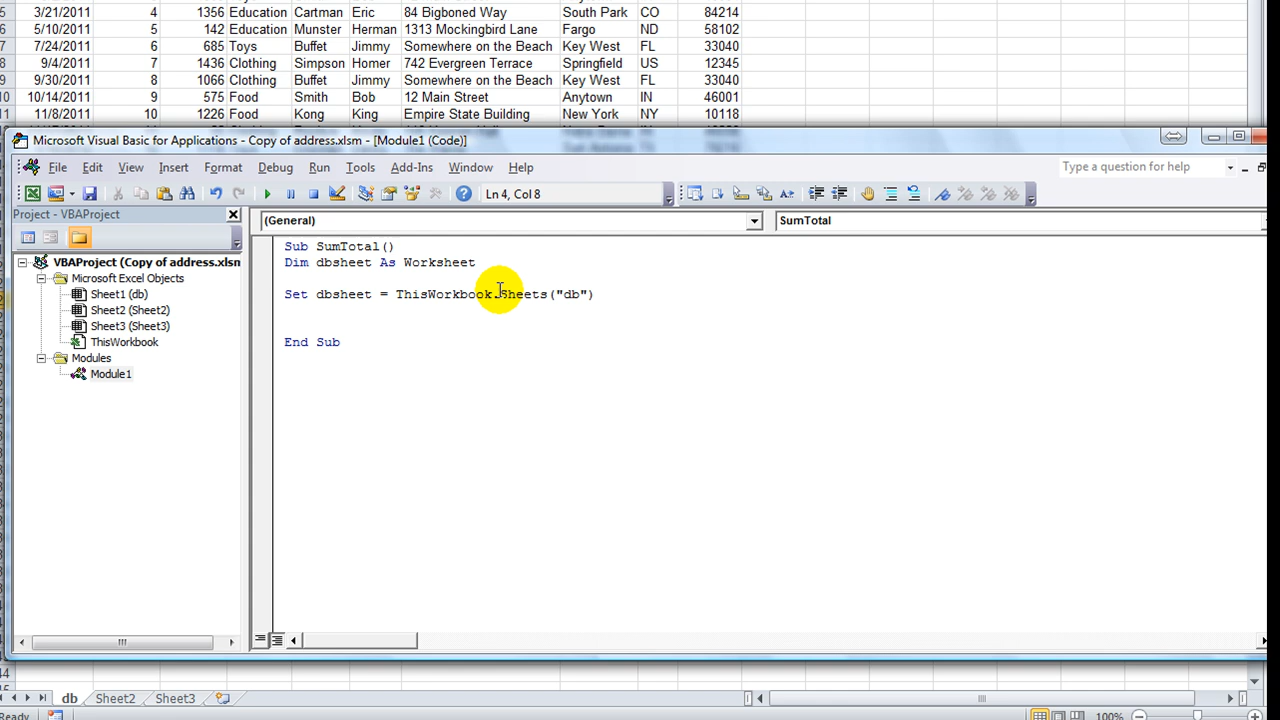 5 3/21/2011 4 1356 Education Cartman Eric 84 Bigboned Way South Park CO 84214
6 5/10/2011 5 142 Education Munster Herman 1313 Mockingbird Lane Fargo ND 58102
7 7/24/2011 6 685 Toys Buffet Jimmy Somewhere on the Beach Key West FL 33040
8 9/4/2011 7 1436 Clothing Simpson Homer 742 Evergreen Terrace Springfield US 12345
9 9/30/2011 8 1066 Clothing Buffet Jimmy Somewhere on the Beach Key West FL 33040
10 10/14/2011 9 575 Food Smith Bob 12 Main Street Anytown IN 46001
11 11/8/2011 10 1226 Food Kong King Empire State Building New York NY 10118
Microsoft Visual Basic for Applications - Copy of address.xlsm - [Module1 (Code)]
File Edit View Insert Format Debug Run Tools Add-Ins Window Help Type a question for help
Ln 4, Col 8
Project - VBAProject
(General) SumTotal
VBAProject (Copy of address.xlsm
Microsoft Excel Objects
Sheet1 (db)
Sheet2 (Sheet2)
Sheet3 (Sheet3)
ThisWorkbook
Modules
Module1
Sub SumTotal()
Dim dbsheet As Worksheet
Set dbsheet = ThisWorkbook.Sheets("db")
End Sub
44
db Sheet2 Sheet3
Ready 100%